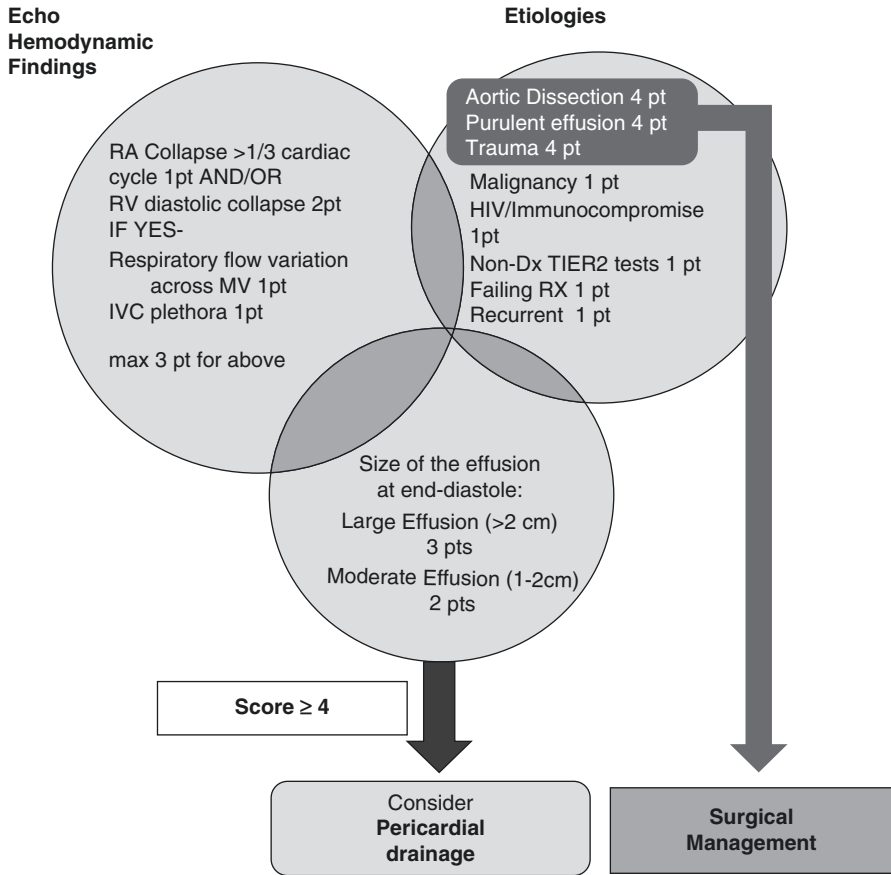 Echo
Hemodynamic
Findings
Etiologies
RA Collapse >1/3 cardiac
cycle 1pt AND/OR
RV diastolic collapse 2pt
IF YES-
Respiratory flow variation
across MV 1pt
IVC plethora 1pt
max 3 pt for above
Aortic Dissection 4 pt
Purulent effusion 4 pt
Trauma 4 pt
Malignancy 1 pt
HIV/Immunocompromise
1pt
Non-Dx TIER2 tests 1 pt
Failing RX 1 pt
Recurrent 1 pt
Size of the effusion
at end-diastole:
Large Effusion (>2 cm)
3 pts
Moderate Effusion (1-2cm)
2 pts
Score ≥ 4
Consider
Pericardial
drainage
Surgical
Management